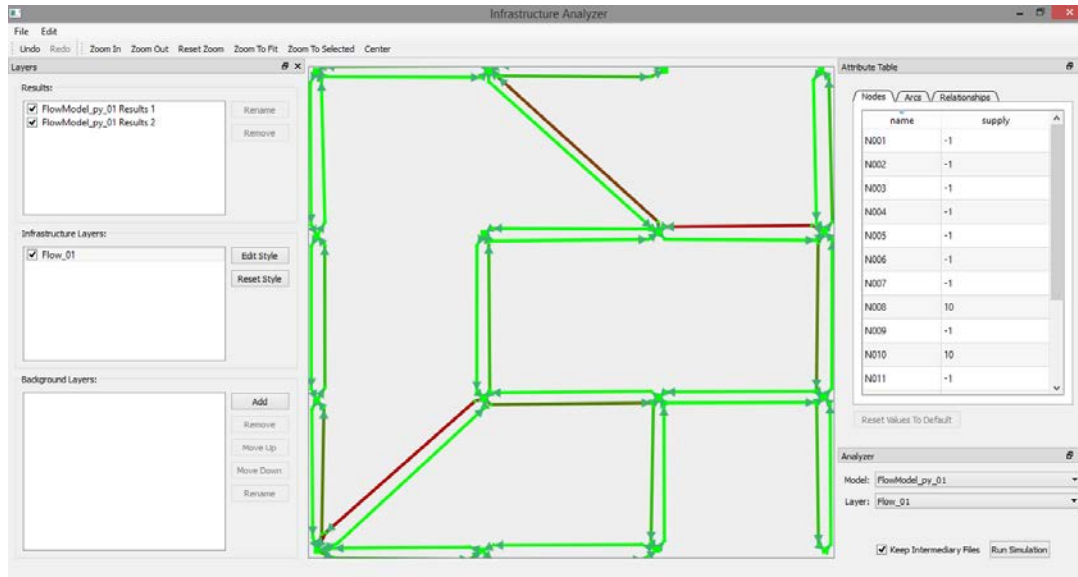 Infrastructure Analyzer
File Edit
Undo Redo Zoom In Zoom Out Reset Zoom Zoom To Fit Zoom To Selected Center
Layers
Results:
FlowModel_py_01 Results 1
FlowModel_py_01 Results 2
Rename
Remove
Infrastructure Layers:
Flow_01
Edit Style
Reset Style
Background Layers:
Add
Remove
Move Up
Move Down
Rename
Attribute Table
Nodes Arcs Relationships
name supply
N001 -1
N002 -1
N003 -1
N004 -1
N005 -1
N006 -1
N007 -1
N008 10
N009 -1
N010 10
N011 -1
Reset Values To Default
Analyzer
Model: FlowModel_py_01
Layer: Flow_01
Keep Intermediary Files Run Simulation